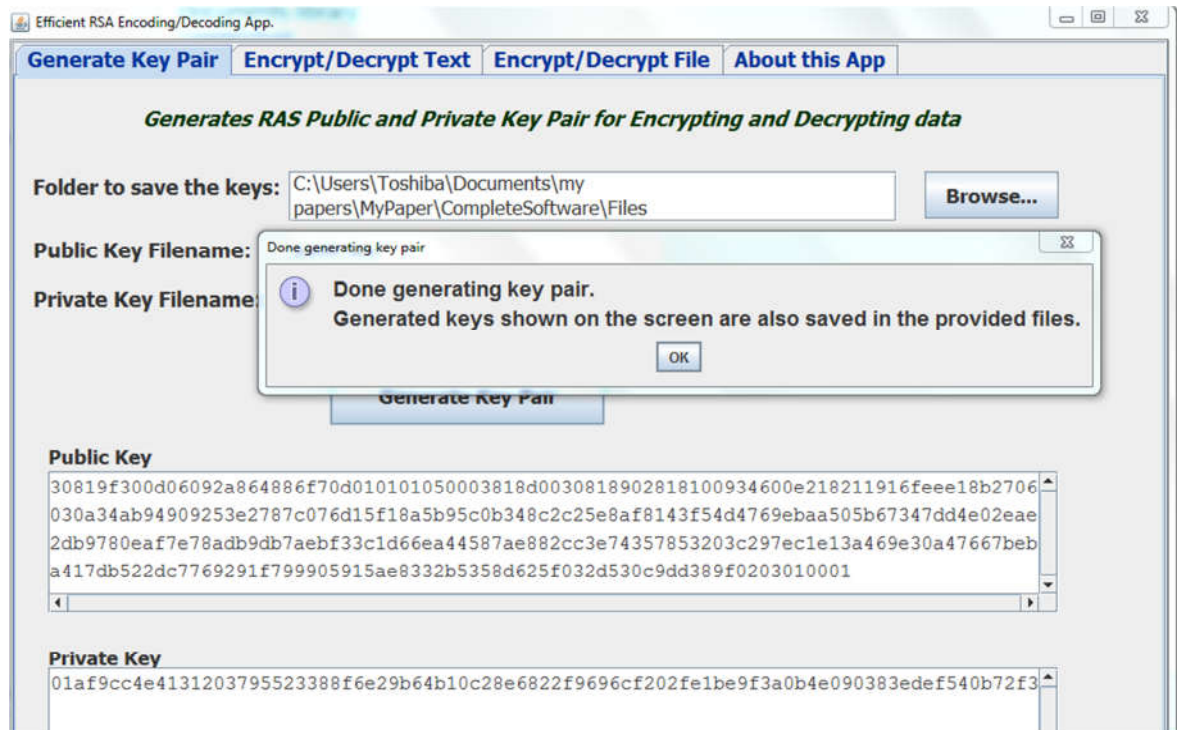 Efficient RSA Encoding/Decoding App.
Generate Key Pair Encrypt/Decrypt Text Encrypt/Decrypt File About this App
Generates RAS Public and Private Key Pair for Encrypting and Decrypting data
Folder to save the keys: C:\Users\Toshiba\Documents\my
papers\MyPaper\CompleteSoftware\Files
Browse...
Public Key Filename:
Done generating key pair
Private Key Filename:
Done generating key pair.
Generated keys shown on the screen are also saved in the provided files.
OK
Generate Key Pair
Public Key
30819f300d06092a864886f70d010101050003818d0030818902818100934600e218211916feee18b2706
030a34ab94909253e2787c076d15f18a5b95c0b348c2c25e8af8143f54d4769ebaa505b67347dd4e02eae
2db9780eaf7e78adb9db7aebf33c1d66ea44587ae882cc3e74357853203c297ec1e13a469e30a47667beb
a417db522dc7769291f799905915ae8332b5358d625f032d530c9dd389f0203010001
Private Key
01af9cc4e4131203795523388f6e29b64b10c28e6822f9696cf202fe1be9f3a0b4e090383edef540b72f3